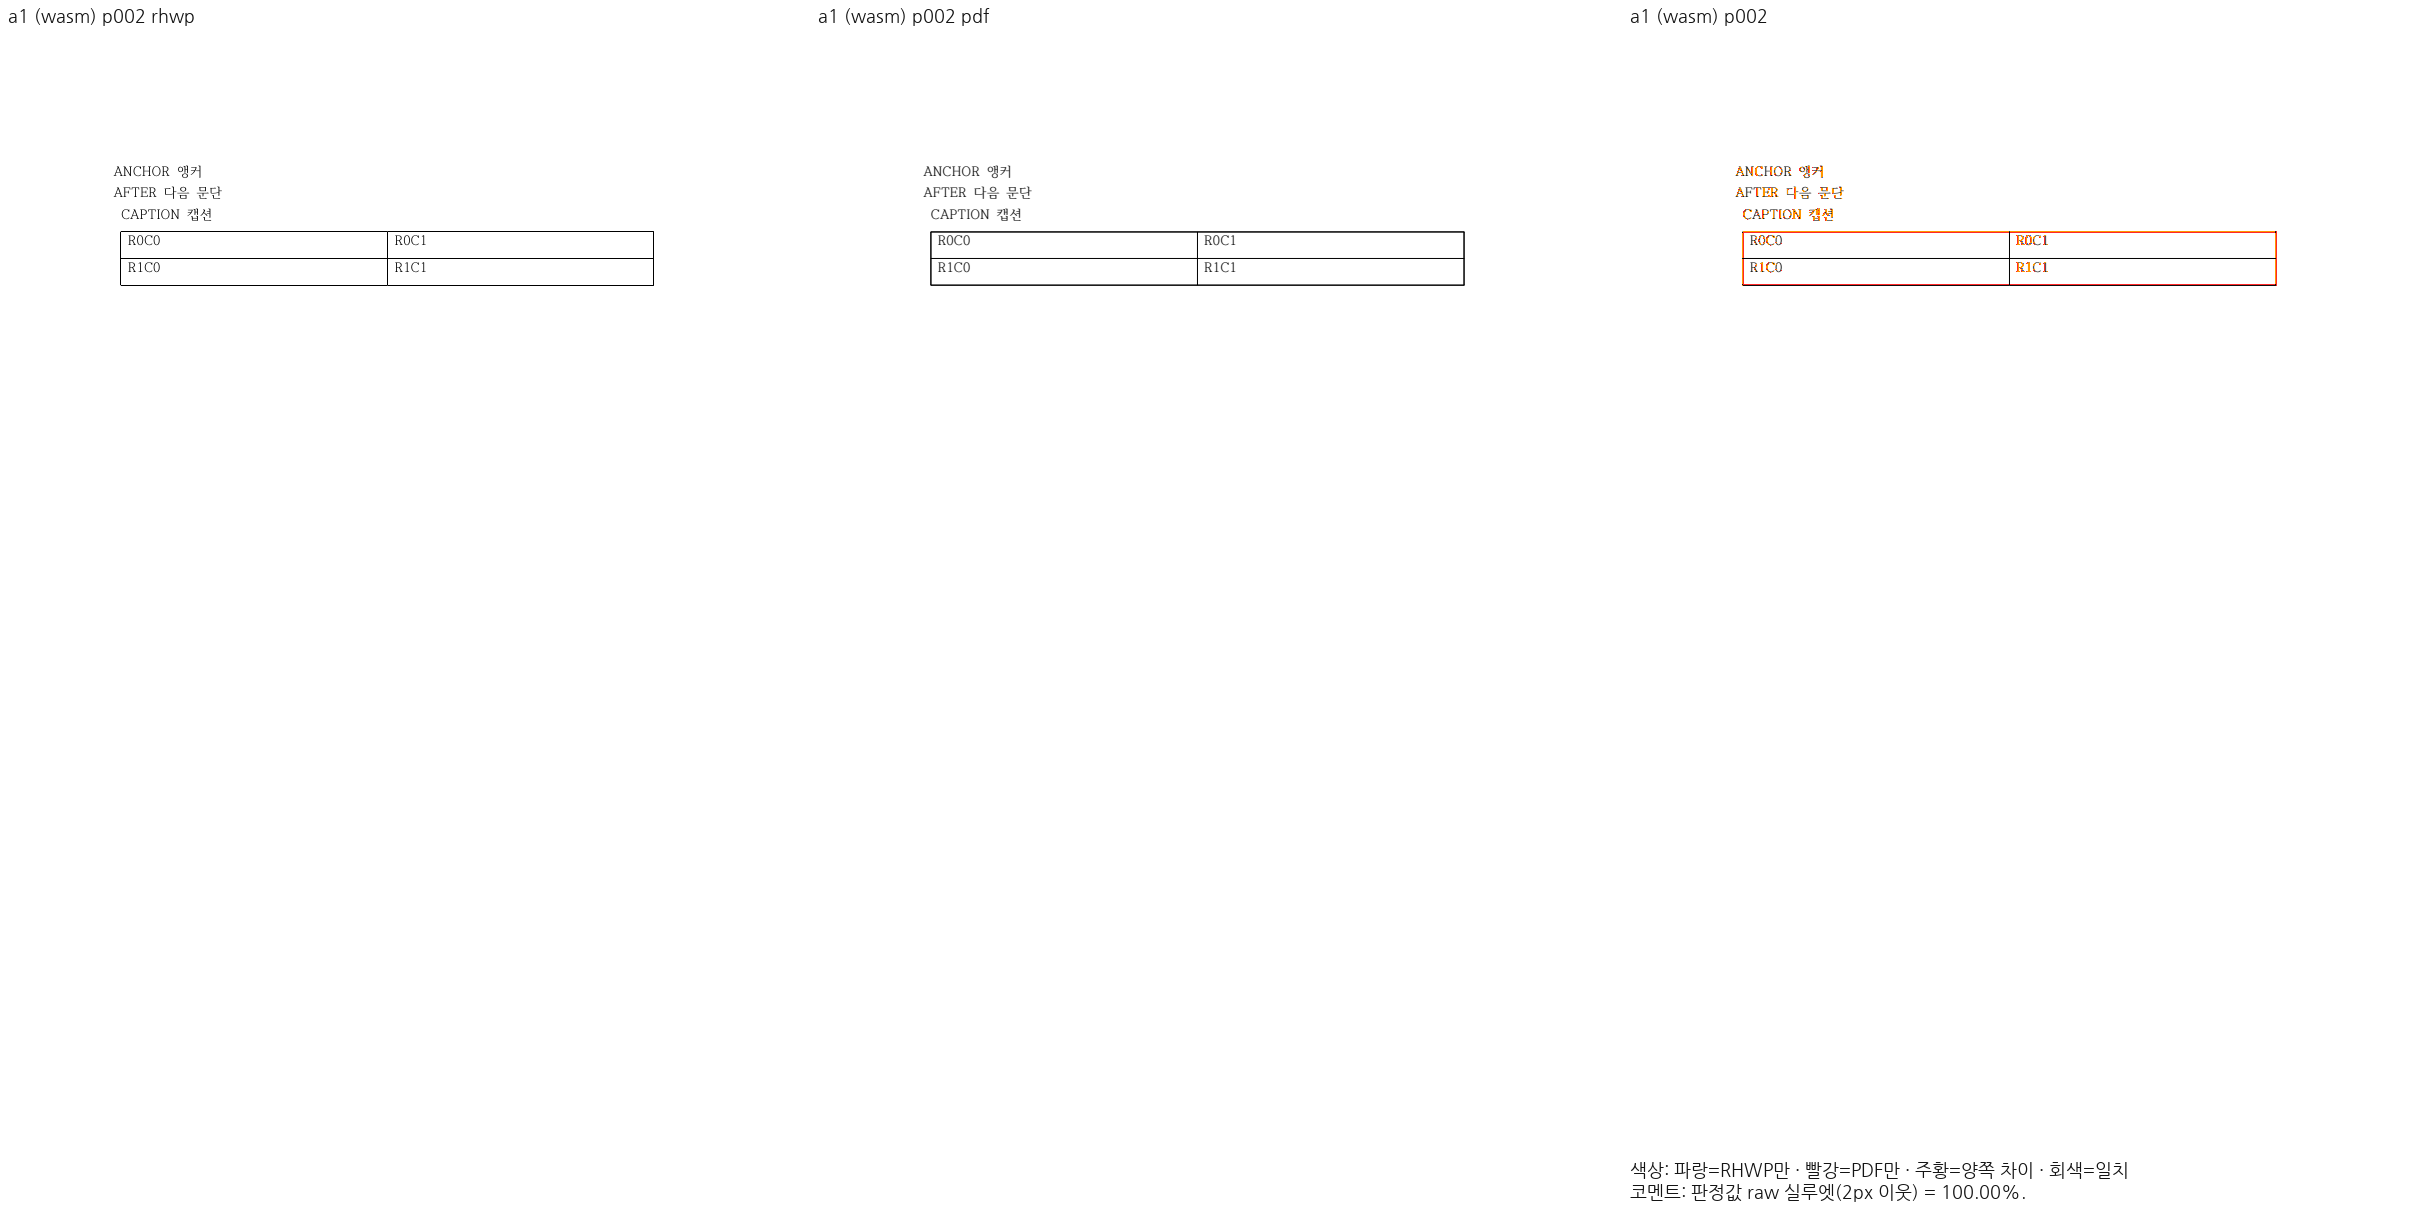 a1 (wasm) p002 rhwp
ANCHOR 앵커
AFTER 다음 문단
CAPTION 캡션
R0C0 R0C1
R1C0 R1C1
a1 (wasm) p002 pdf
ANCHOR 앵커
AFTER 다음 문단
CAPTION 캡션
R0C0 R0C1
R1C0 R1C1
a1 (wasm) p002
ANCHOR 앵커
AFTER 다음 문단
CAPTION 캡션
R0C0 R0C1
R1C0 R1C1
색상: 파랑=RHWP만 · 빨강=PDF만 · 주황=양쪽 차이 · 회색=일치
코멘트: 판정값 raw 실루엣(2px 이웃) = 100.00%.